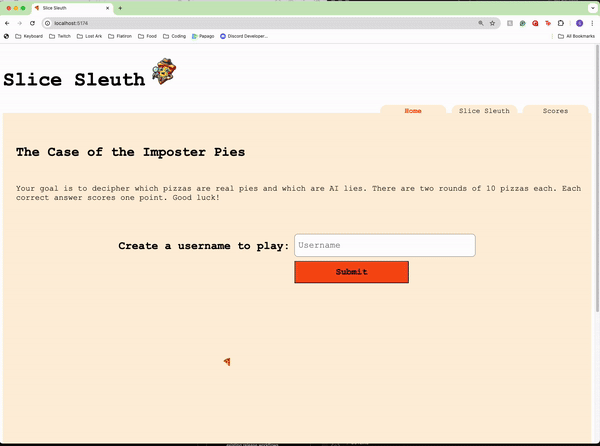 Slice Sleuth
localhost:5174
Keyboard Twitch Lost Ark Flatiron Food Coding Papago Discord Developer... All Bookmarks
Slice Sleuth
Home Slice Sleuth Scores
The Case of the Imposter Pies
Your goal is to decipher which pizzas are real pies and which are AI lies. There are two rounds of 10 pizzas each. Each
correct answer scores one point. Good luck!
Create a username to play: Username
Submit